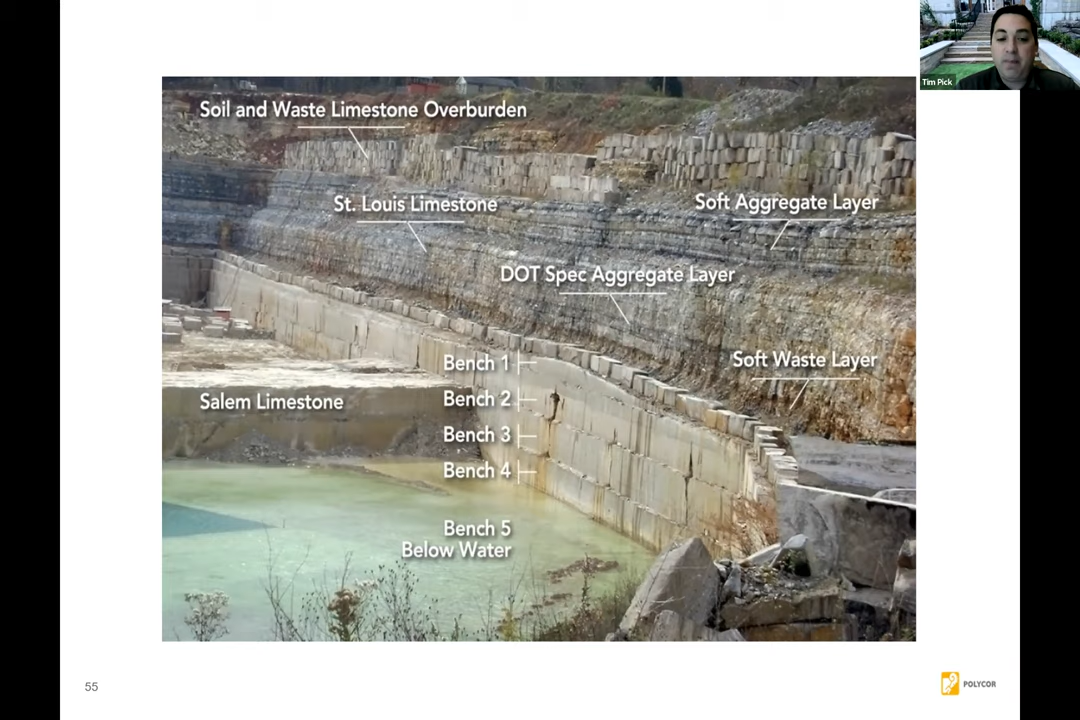 Tim Pick
Soil and Waste Limestone Overburden
St. Louis Limestone
Soft Aggregate Layer
DOT Spec Aggregate Layer
Soft Waste Layer
Bench 1
Bench 2
Salem Limestone
Bench 3
Bench 4
Bench 5
Below Water
55
POLYCOR